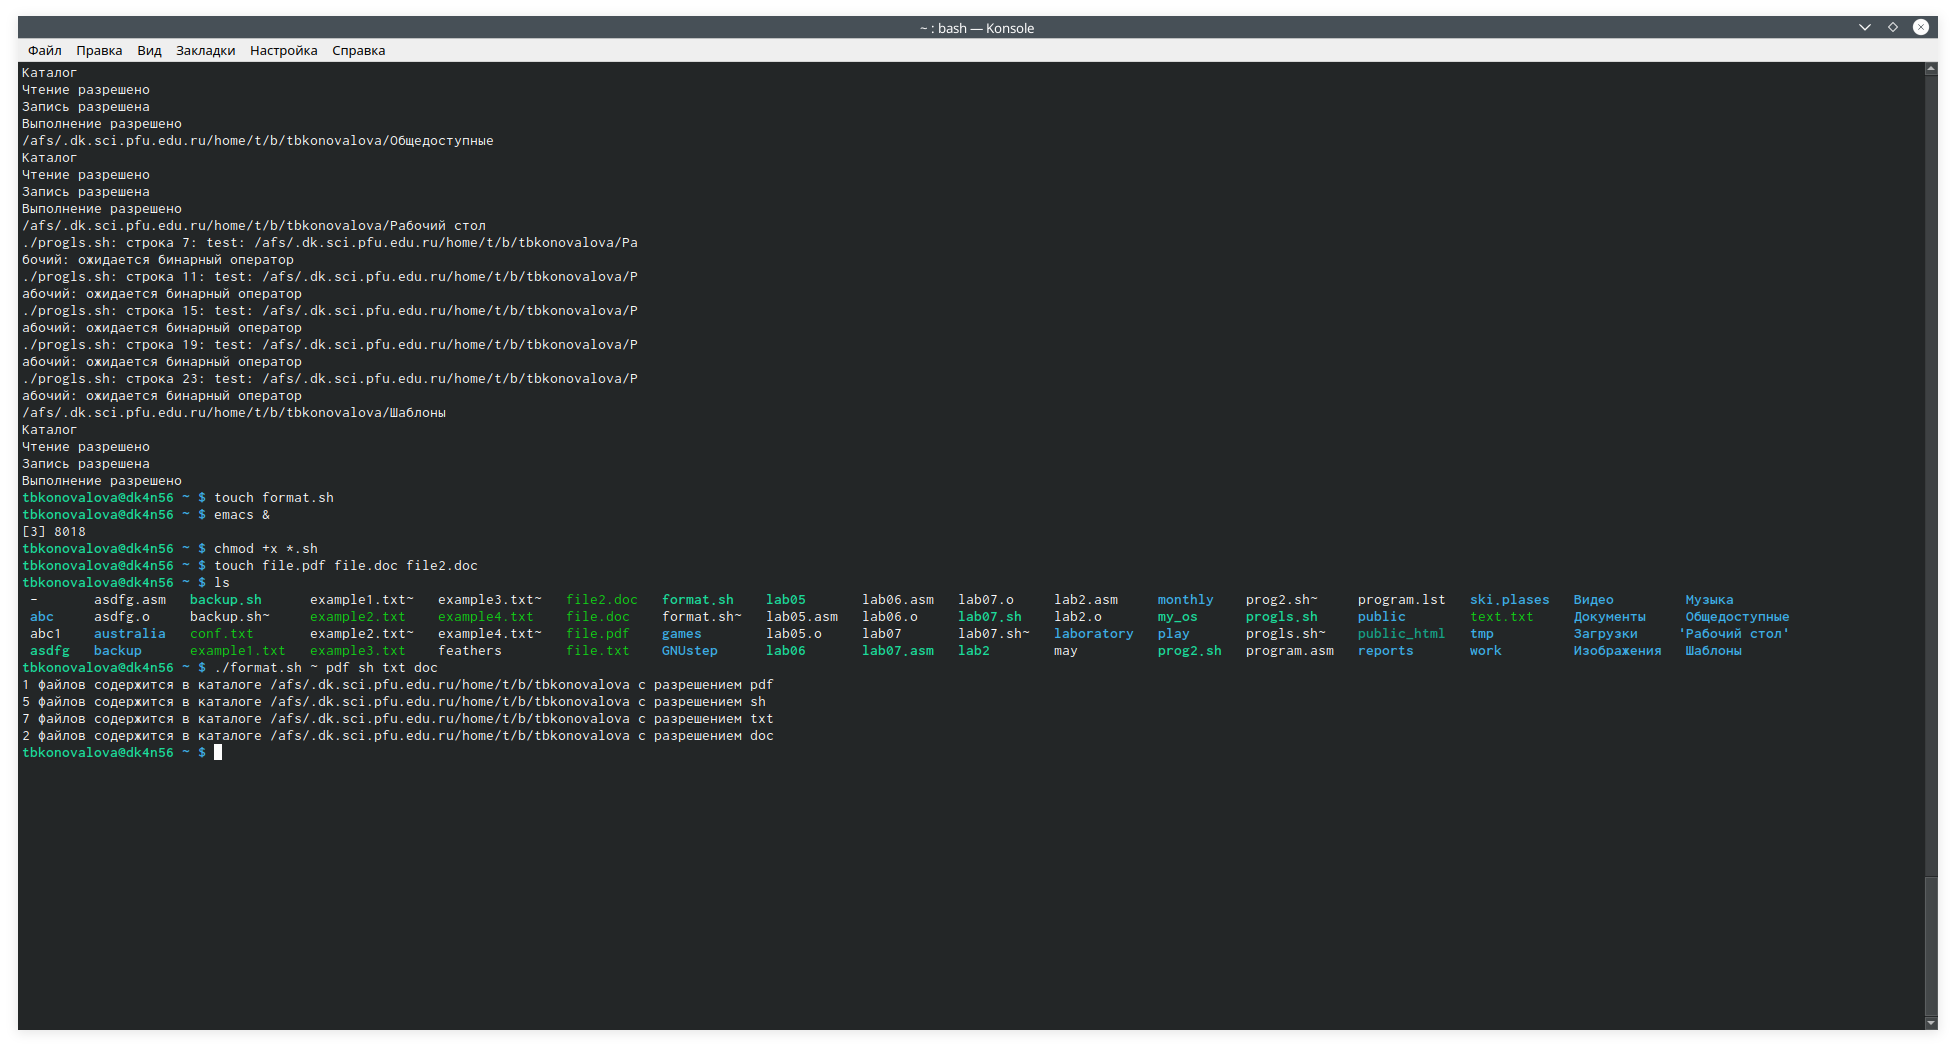 ~ : bash — Konsole
Файл Правка Вид Закладки Настройка Справка
Каталог
Чтение разрешено
Запись разрешена
Выполнение разрешено
/afs/.dk.sci.pfu.edu.ru/home/t/b/tbkonovalova/Общедоступные
Каталог
Чтение разрешено
Запись разрешена
Выполнение разрешено
/afs/.dk.sci.pfu.edu.ru/home/t/b/tbkonovalova/Рабочий стол
./progls.sh: строка 7: test: /afs/.dk.sci.pfu.edu.ru/home/t/b/tbkonovalova/Ра
бочий: ожидается бинарный оператор
./progls.sh: строка 11: test: /afs/.dk.sci.pfu.edu.ru/home/t/b/tbkonovalova/Р
абочий: ожидается бинарный оператор
./progls.sh: строка 15: test: /afs/.dk.sci.pfu.edu.ru/home/t/b/tbkonovalova/Р
абочий: ожидается бинарный оператор
./progls.sh: строка 19: test: /afs/.dk.sci.pfu.edu.ru/home/t/b/tbkonovalova/Р
абочий: ожидается бинарный оператор
./progls.sh: строка 23: test: /afs/.dk.sci.pfu.edu.ru/home/t/b/tbkonovalova/Р
абочий: ожидается бинарный оператор
/afs/.dk.sci.pfu.edu.ru/home/t/b/tbkonovalova/Шаблоны
Каталог
Чтение разрешено
Запись разрешена
Выполнение разрешено
tbkonovalova@dk4n56 ~ $ touch format.sh
tbkonovalova@dk4n56 ~ $ emacs &
[3] 8018
tbkonovalova@dk4n56 ~ $ chmod +x *.sh
tbkonovalova@dk4n56 ~ $ touch file.pdf file.doc file2.doc
tbkonovalova@dk4n56 ~ $ ls
- asdfg.asm backup.sh example1.txt~ example3.txt~ file2.doc format.sh lab05 lab06.asm lab07.o lab2.asm monthly prog2.sh~ program.lst ski.plases Видео Музыка
abc asdfg.o backup.sh~ example2.txt example4.txt file.doc format.sh~ lab05.asm lab06.o lab07.sh lab2.o my_os progls.sh public text.txt Документы Общедоступные
abc1 australia conf.txt example2.txt~ example4.txt~ file.pdf games lab05.o lab07 lab07.sh~ laboratory play progls.sh~ public_html tmp Загрузки 'Рабочий стол'
asdfg backup example1.txt example3.txt feathers file.txt GNUstep lab06 lab07.asm lab2 may prog2.sh program.asm reports work Изображения Шаблоны
tbkonovalova@dk4n56 ~ $ ./format.sh ~ pdf sh txt doc
1 файлов содержится в каталоге /afs/.dk.sci.pfu.edu.ru/home/t/b/tbkonovalova с разрешением pdf
5 файлов содержится в каталоге /afs/.dk.sci.pfu.edu.ru/home/t/b/tbkonovalova с разрешением sh
7 файлов содержится в каталоге /afs/.dk.sci.pfu.edu.ru/home/t/b/tbkonovalova с разрешением txt
2 файлов содержится в каталоге /afs/.dk.sci.pfu.edu.ru/home/t/b/tbkonovalova с разрешением doc
tbkonovalova@dk4n56 ~ $